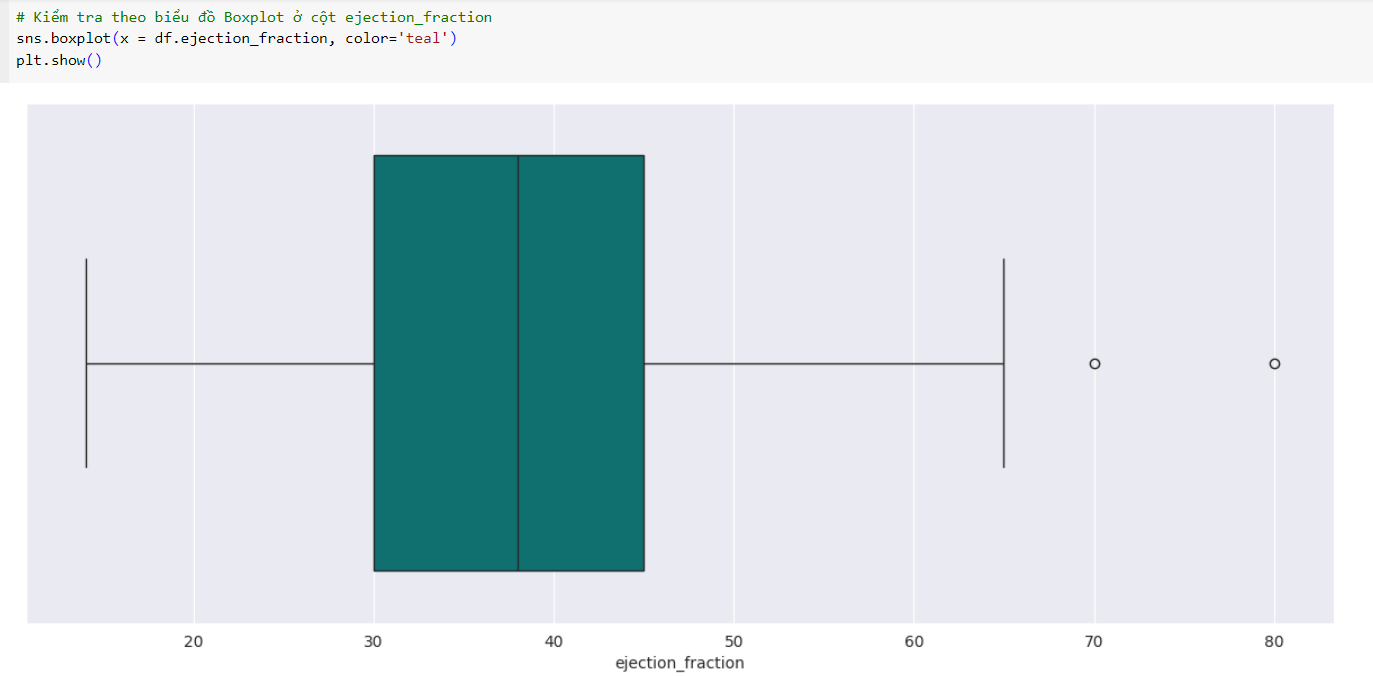 # Kiểm tra theo biểu đồ Boxplot ở cột ejection_fraction
sns.boxplot(x = df.ejection_fraction, color='teal')
plt.show()
20 30 40 50 60 70 80
ejection_fraction